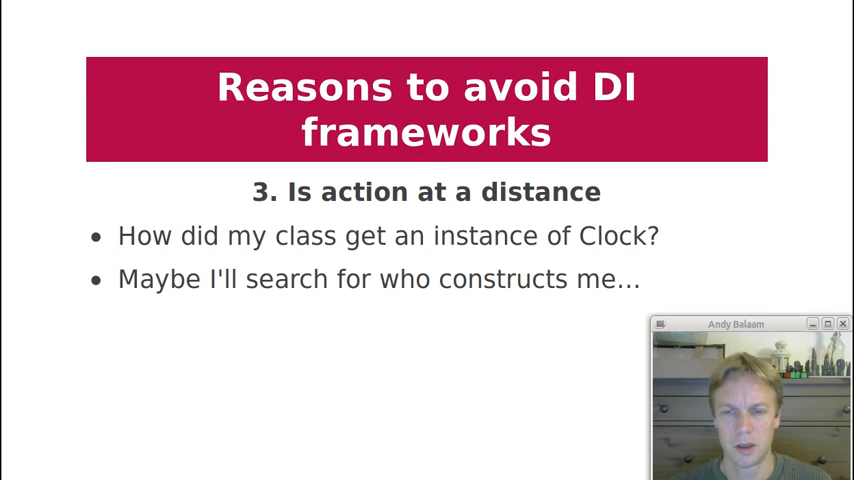 Reasons to avoid DI
frameworks
3. Is action at a distance
• How did my class get an instance of Clock?
• Maybe I'll search for who constructs me...
Andy Balaam